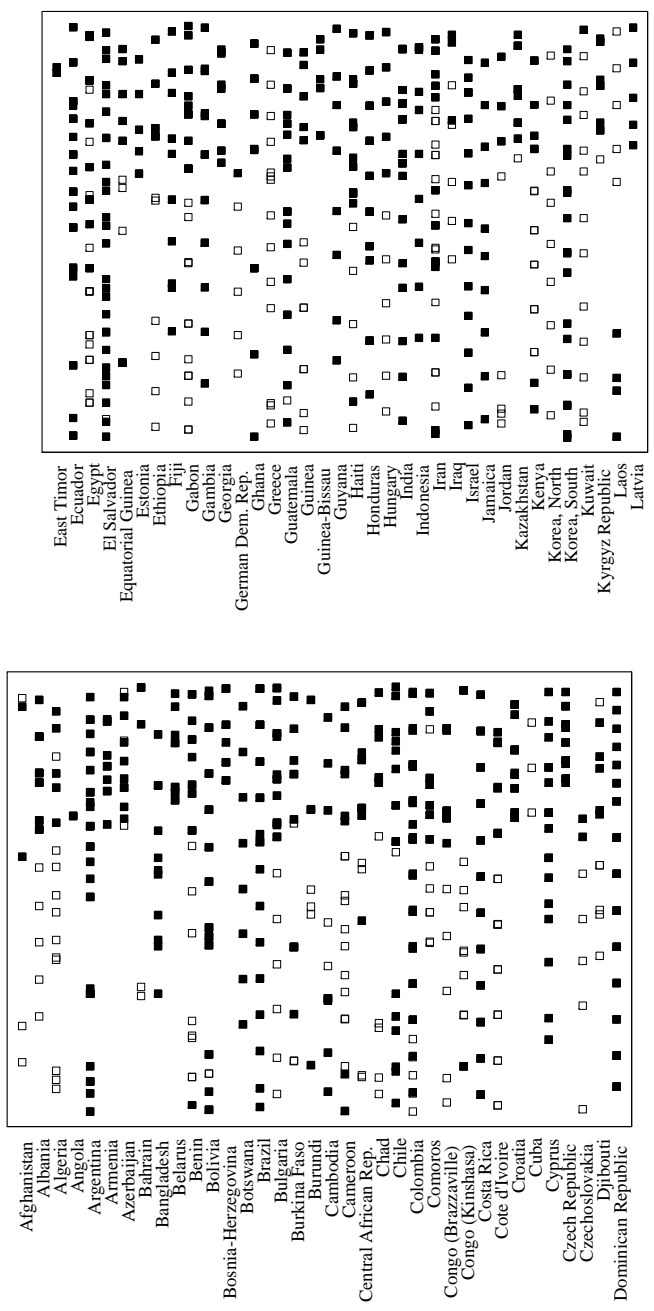 East Timor
Ecuador
Egypt
El Salvador
Equatorial Guinea
Estonia
Ethiopia
Fiji
Gabon
Gambia
Georgia
German Dem. Rep.
Ghana
Greece
Guatemala
Guinea
Guinea-Bissau
Guyana
Haiti
Honduras
Hungary
India
Indonesia
Iran
Iraq
Israel
Jamaica
Jordan
Kazakhstan
Kenya
Korea, North
Korea, South
Kuwait
Kyrgyz Republic
Laos
Latvia
Afghanistan
Albania
Algeria
Angola
Argentina
Armenia
Azerbaijan
Bahrain
Bangladesh
Belarus
Benin
Bolivia
Bosnia-Herzegovina
Botswana
Brazil
Bulgaria
Burkina Faso
Burundi
Cambodia
Cameroon
Central African Rep.
Chad
Chile
Colombia
Comoros
Congo (Brazzaville)
Congo (Kinshasa)
Costa Rica
Cote d'Ivoire
Croatia
Cuba
Cyprus
Czech Republic
Czechoslovakia
Djibouti
Dominican Republic